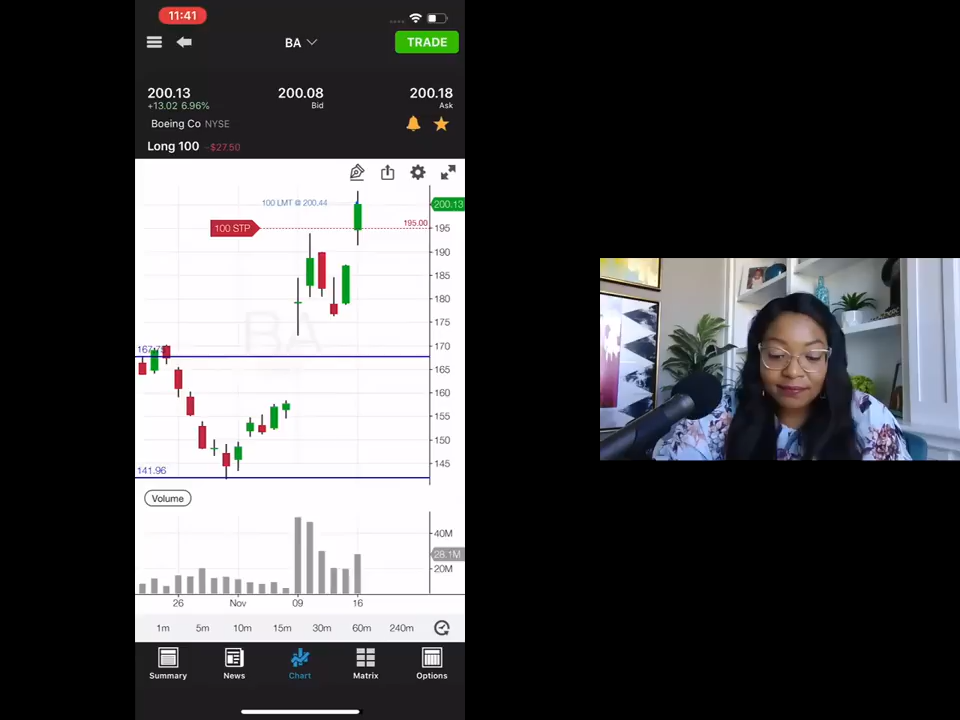 11:41
BA
TRADE
200.13
200.08
200.18
+13.02 6.96%
Bid
Ask
Boeing Co NYSE
Long 100 -$27.50
100 LMT @ 200.44
200.13
100 STP
195.00
195
190
185
180
175
BA
170
167.75
165
160
155
150
145
141.96
Volume
40M
28.1M
20M
26
Nov
09
16
1m
5m
10m
15m
30m
60m
240m
Summary
News
Chart
Matrix
Options